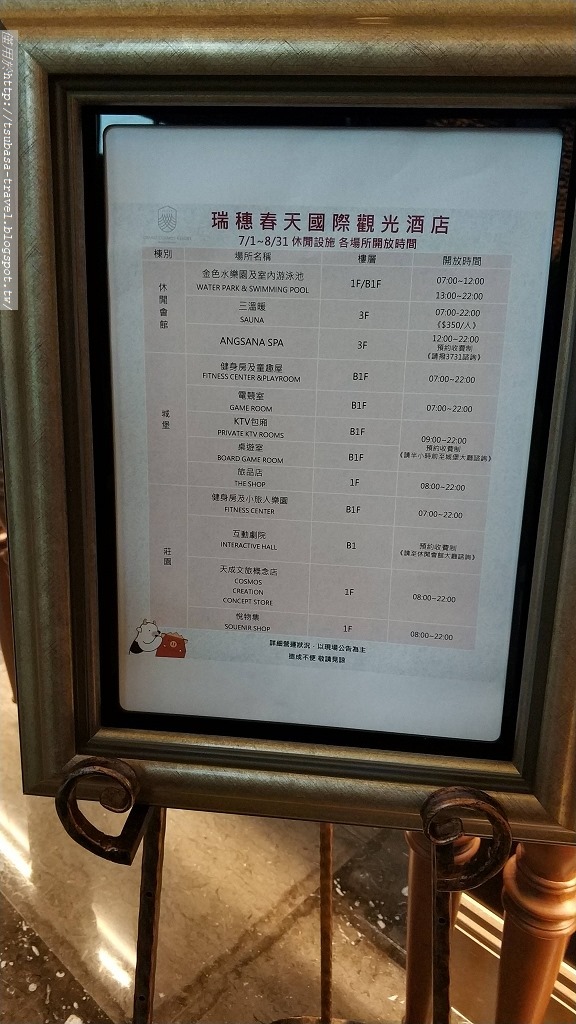 http://tsubasa-travel.blogspot.tw/
瑞穗春天國際觀光酒店
7/1~8/31 休閒設施 各場所開放時間
棟別 場所名稱 樓層 開放時間
休閒會館
金色水樂園及室內游泳池
WATER PARK & SWIMMING POOL
1F/B1F
07:00~12:00
13:00~22:00
三溫暖
SAUNA
3F
07:00-22:00
($350/人)
ANGSANA SPA
3F
12:00~22:00
預約收費制
(請撥3731諮詢)
城堡
健身房及童趣屋
FITNESS CENTER &PLAYROOM
B1F
07:00~22:00
電競室
GAME ROOM
B1F
07:00~22:00
KTV包廂
PRIVATE KTV ROOMS
B1F
桌遊室
BOARD GAME ROOM
B1F
09:00~22:00
預約收費制
(請半小時前至城堡大廳諮詢)
旅品店
THE SHOP
1F
08:00~22:00
莊園
健身房及小旅人樂園
FITNESS CENTER
B1F
07:00~22:00
互動劇院
INTERACTIVE HALL
B1
預約收費制
(請至休閒會館大廳諮詢)
天成文旅概念店
COSMOS
CREATION
CONCEPT STORE
1F
08:00~22:00
悅物集
SOUENIR SHOP
1F
08:00~22:00
詳細營運狀況，以現場公告為主
造成不便 敬請見諒